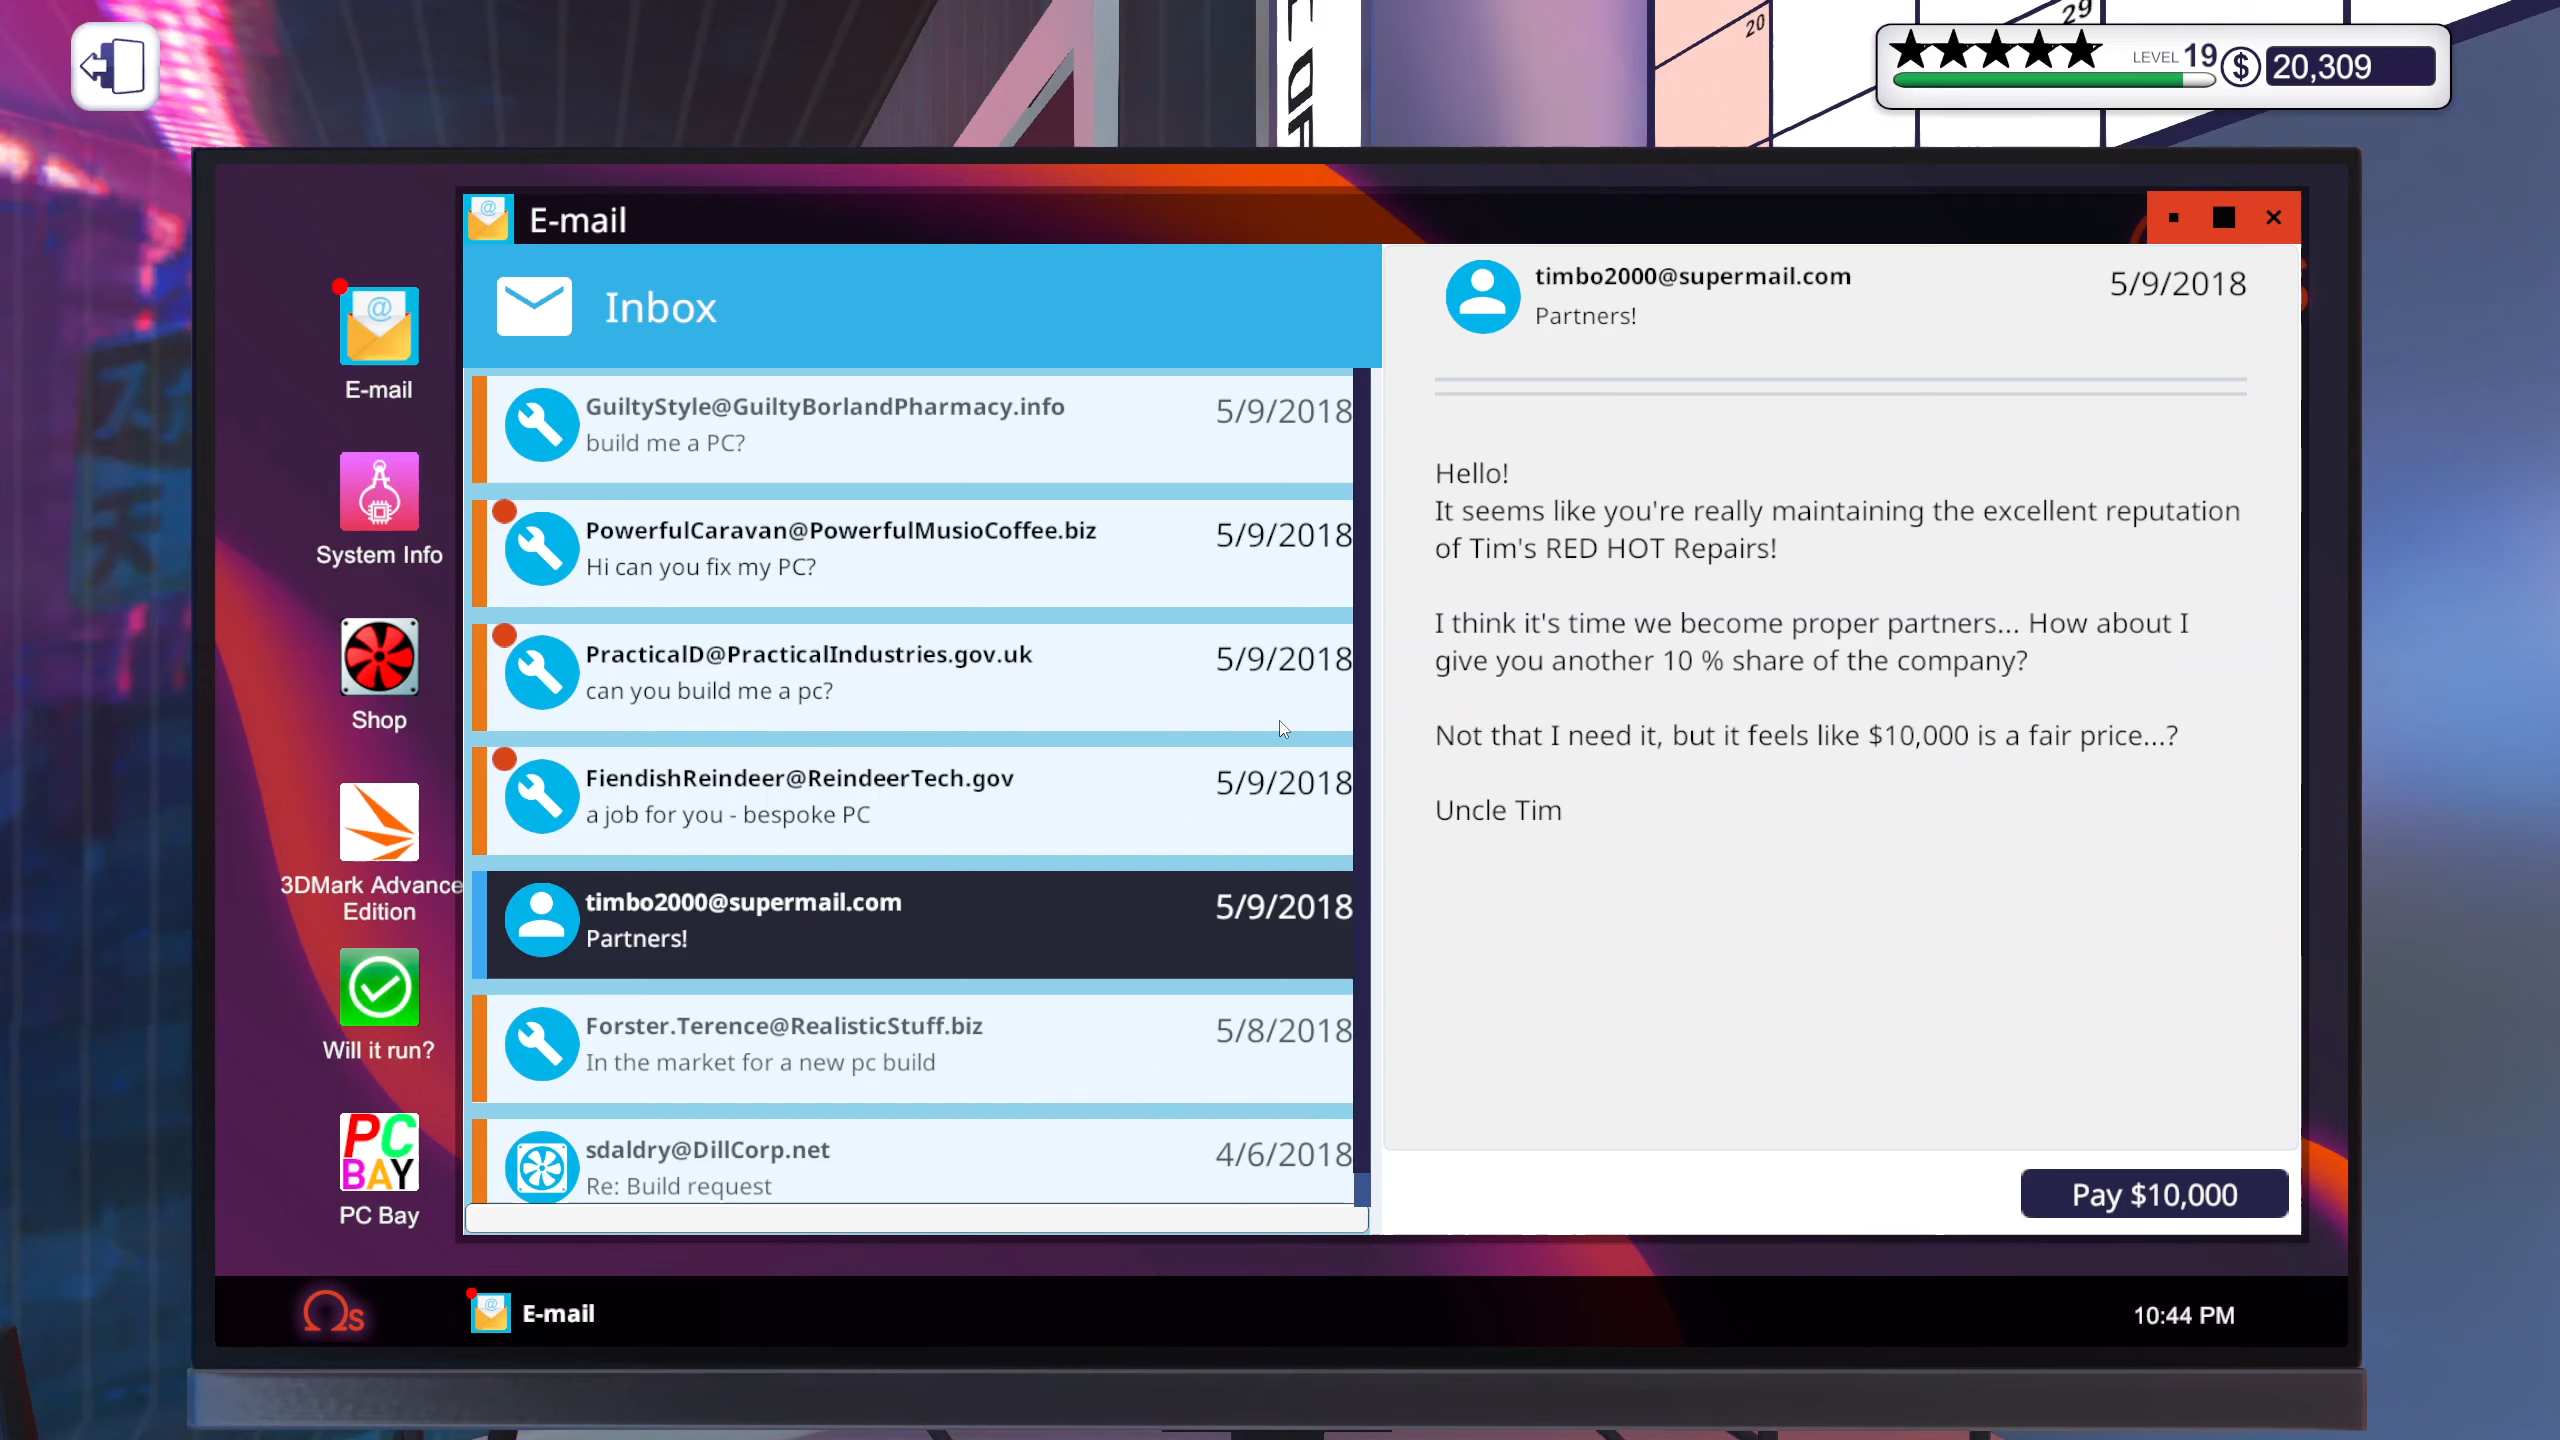 20
29
LEVEL 19
$ 20,309
E-mail
Inbox
GuiltyStyle@GuiltyBorlandPharmacy.info 5/9/2018
build me a PC?
PowerfulCaravan@PowerfulMusioCoffee.biz 5/9/2018
Hi can you fix my PC?
PracticalD@PracticalIndustries.gov.uk 5/9/2018
can you build me a pc?
FiendishReindeer@ReindeerTech.gov 5/9/2018
a job for you - bespoke PC
timbo2000@supermail.com 5/9/2018
Partners!
Forster.Terence@RealisticStuff.biz 5/8/2018
In the market for a new pc build
sdaldry@DillCorp.net 4/6/2018
Re: Build request
timbo2000@supermail.com 5/9/2018
Partners!
Hello!
It seems like you're really maintaining the excellent reputation
of Tim's RED HOT Repairs!
I think it's time we become proper partners... How about I
give you another 10 % share of the company?
Not that I need it, but it feels like $10,000 is a fair price...?
Uncle Tim
Pay $10,000
E-mail
System Info
Shop
3DMark Advance
Edition
Will it run?
PC
BAY
PC Bay
Ωs
E-mail
10:44 PM